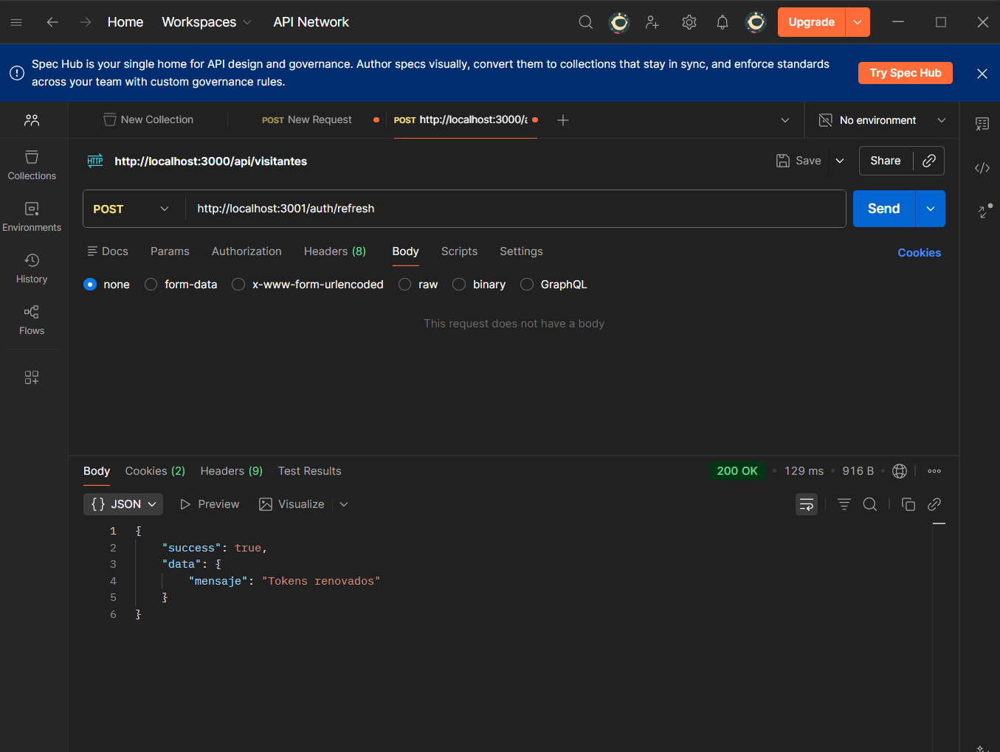 Home Workspaces API Network Upgrade
Spec Hub is your single home for API design and governance. Author specs visually, convert them to collections that stay in sync, and enforce standards
across your team with custom governance rules.
Try Spec Hub
New Collection POST New Request POST http://localhost:3000/a No environment
HTTP http://localhost:3000/api/visitantes Save Share
Collections
Environments
History
Flows
POST http://localhost:3001/auth/refresh Send
Docs Params Authorization Headers (8) Body Scripts Settings Cookies
none form-data x-www-form-urlencoded raw binary GraphQL
This request does not have a body
Body Cookies (2) Headers (9) Test Results 200 OK 129 ms 916 B
{} JSON Preview Visualize
1 {
2 "success": true,
3 "data": {
4 "mensaje": "Tokens renovados"
5 }
6 }